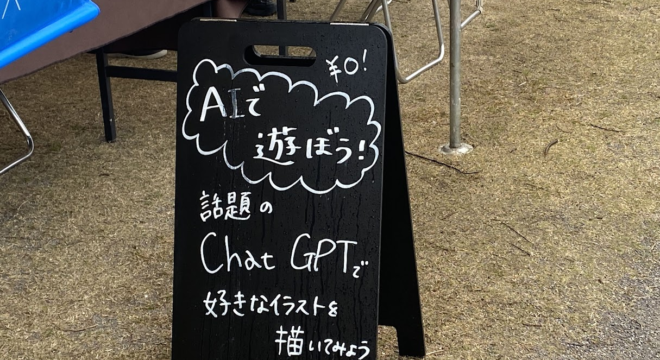 ¥0!
AIで
遊ぼう!
話題の
Chat GPTで
好きなイラストを
描いてみよう